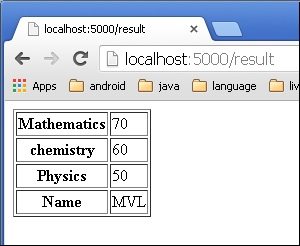 localhost:5000/result
localhost:5000/result
Apps android java language
Mathematics 70
chemistry 60
Physics 50
Name MVL